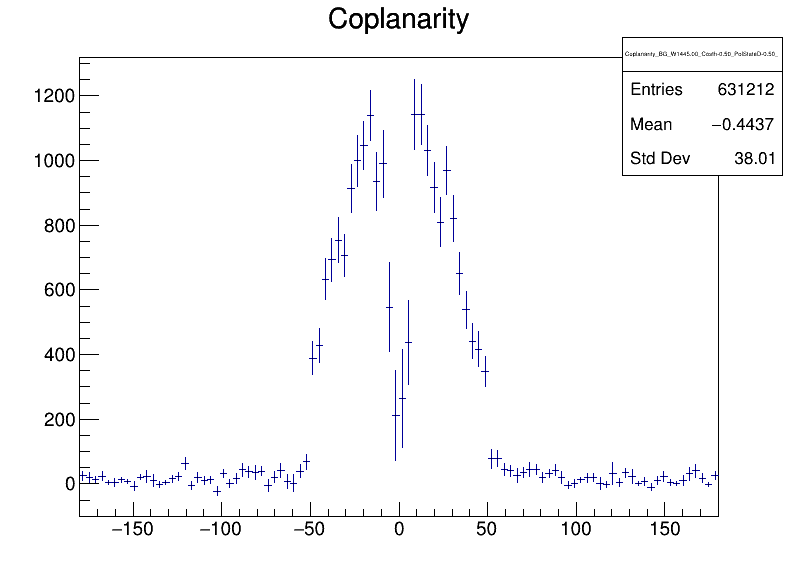 Coplanarity
Coplanarity_BG_W1445.00_Costh-0.50_PolStateD-0.50_
Entries 631212
Mean −0.4437
Std Dev 38.01
1200
1000
800
600
400
200
0
−150 −100 −50 0 50 100 150